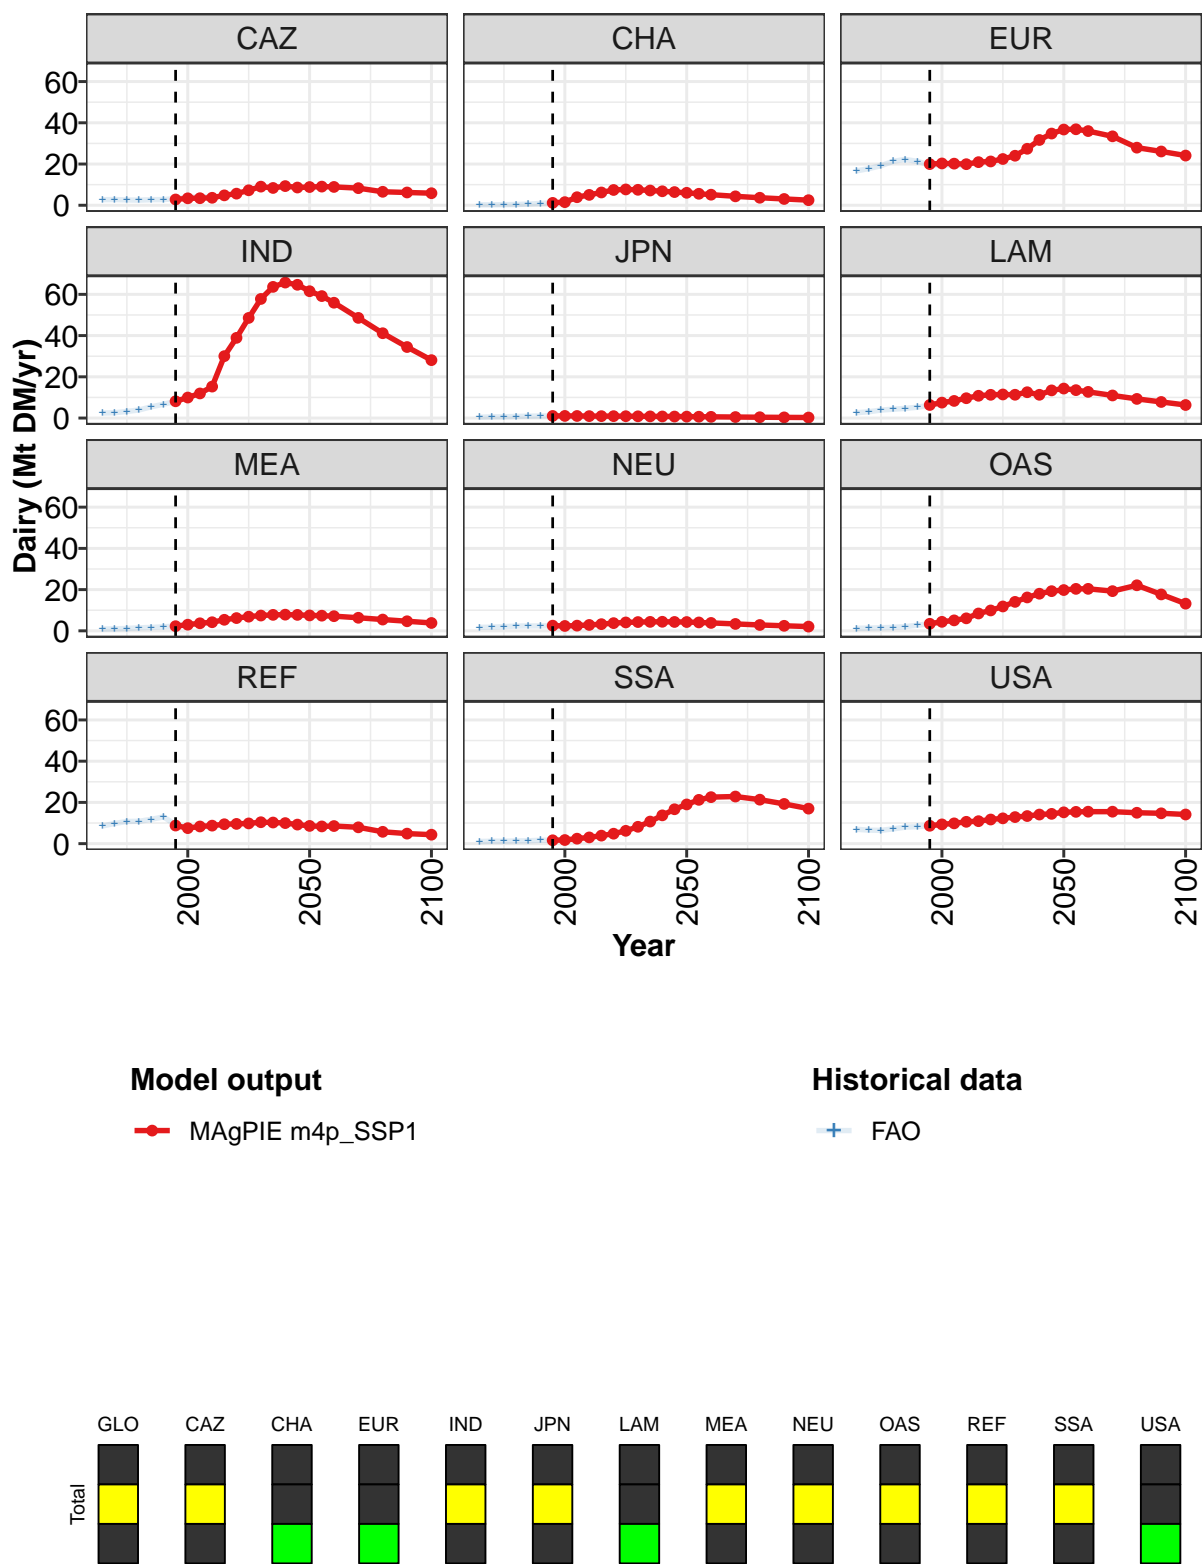 CAZ CHA EUR
60
40
20
0
IND JPN LAM
60
40
20
0
MEA NEU OAS
60
40
20
0
REF SSA USA
60
40
20
0
Dairy (Mt DM/yr)
2000 2050 2100 2000 2050 2100 2000 2050 2100
Year
Model output Historical data
MAgPIE m4p_SSP1 FAO
GLO CAZ CHA EUR IND JPN LAM MEA NEU OAS REF SSA USA
Total